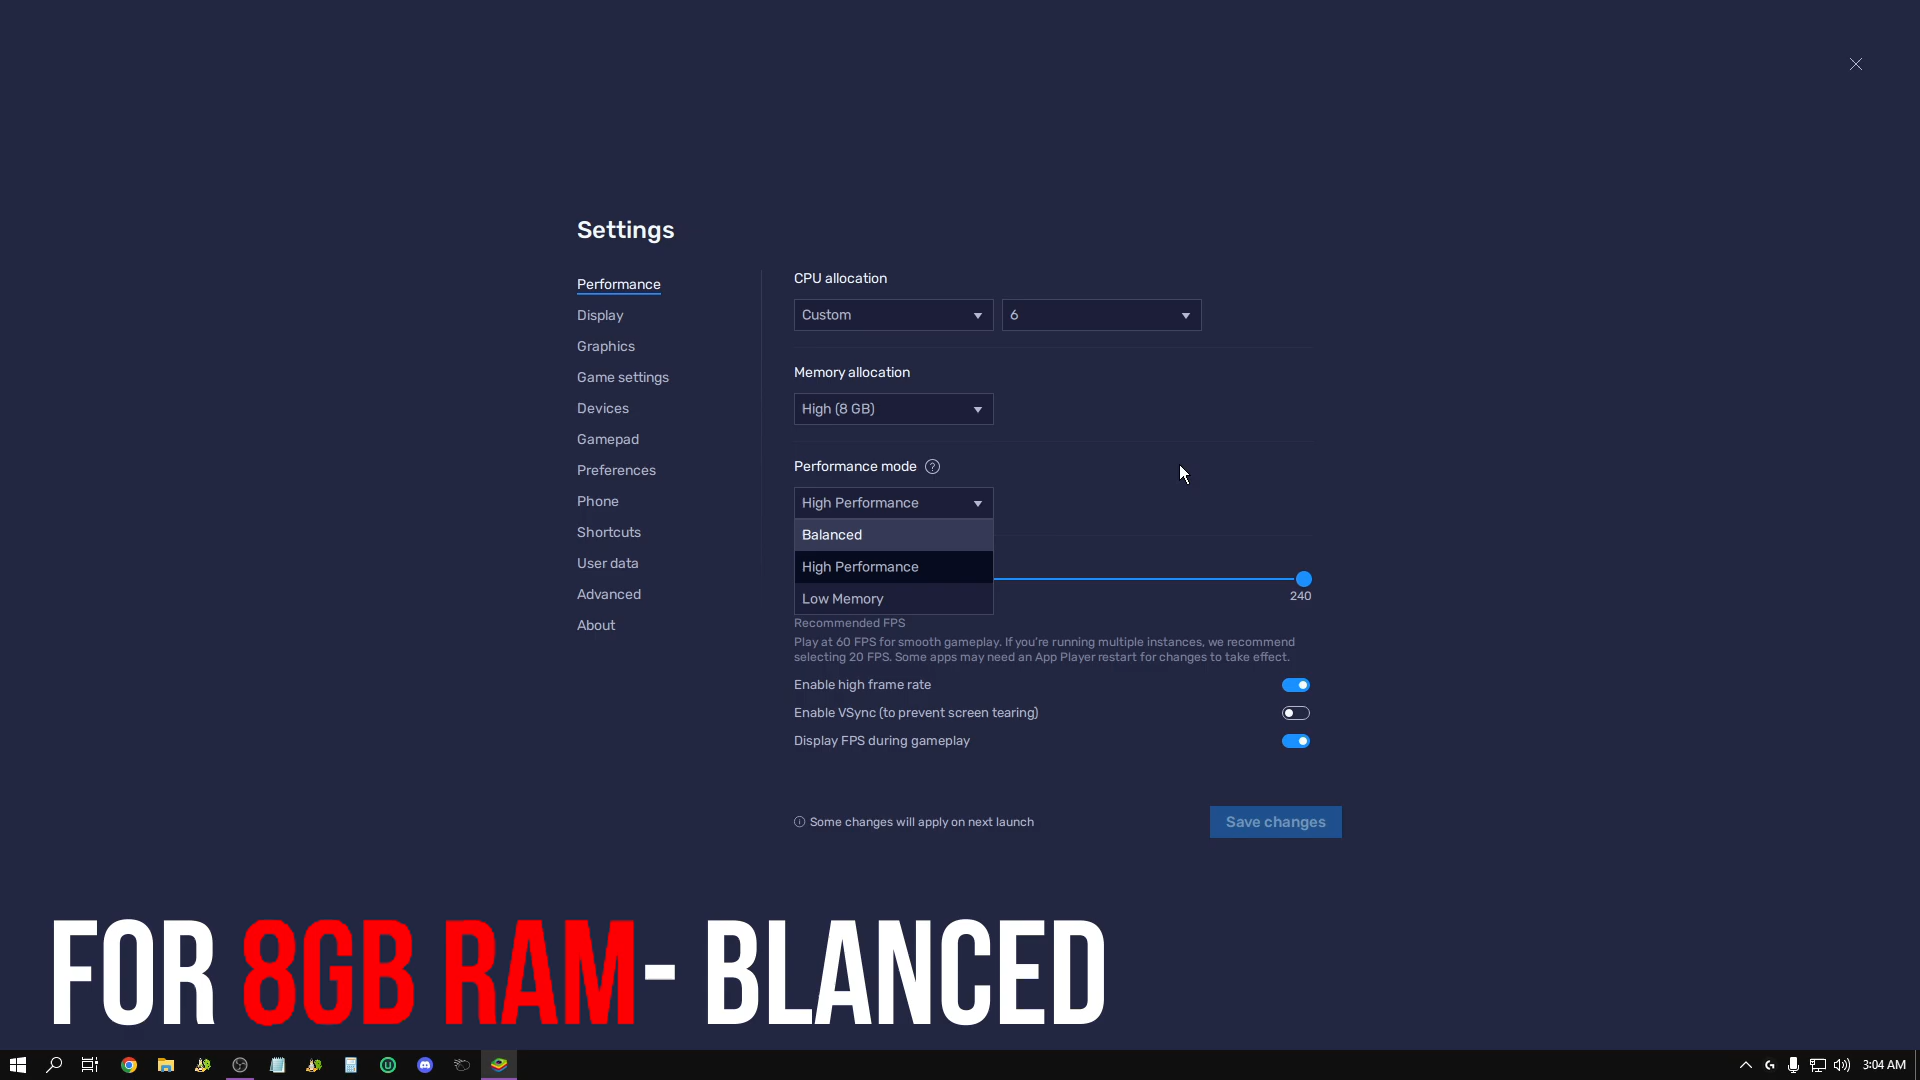 Settings
Performance
Display
Graphics
Game settings
Devices
Gamepad
Preferences
Phone
Shortcuts
User data
Advanced
About
CPU allocation
Custom
6
Memory allocation
High (8 GB)
Performance mode ?
High Performance
Balanced
High Performance
Low Memory
240
Recommended FPS
Play at 60 FPS for smooth gameplay. If you're running multiple instances, we recommend
selecting 20 FPS. Some apps may need an App Player restart for changes to take effect.
Enable high frame rate
Enable VSync (to prevent screen tearing)
Display FPS during gameplay
Some changes will apply on next launch
Save changes
FOR 8GB RAM- BLANCED
3:04 AM